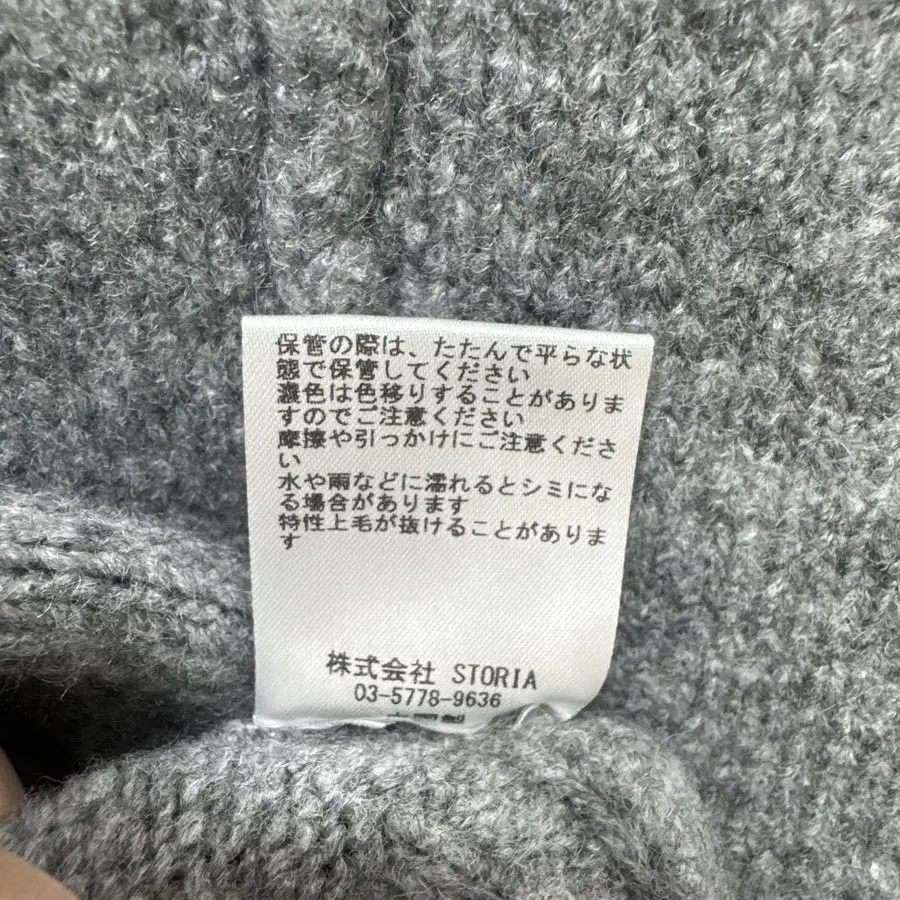 保管の際は、たたんで平らな状
態で保管してください
濃色は色移りすることがありま
すのでご注意ください
摩擦や引っかけにご注意くださ
い
水や雨などに濡れるとシミにな
る場合があります
特性上毛が抜けることがありま
す
株式会社 STORIA
03-5778-9636